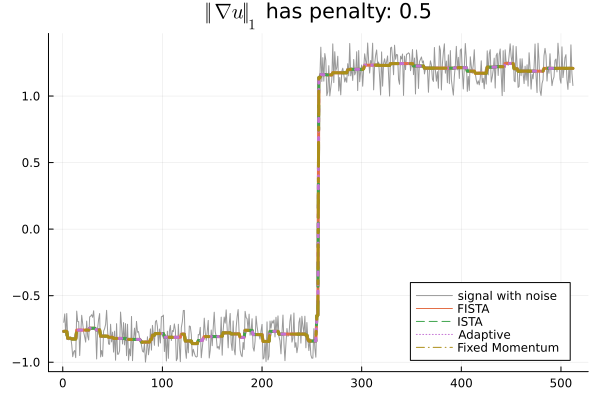 ‖∇u‖₁ has penalty: 0.5
1.0
0.5
0.0
−0.5
−1.0
signal with noise
FISTA
ISTA
Adaptive
Fixed Momentum
0 100 200 300 400 500